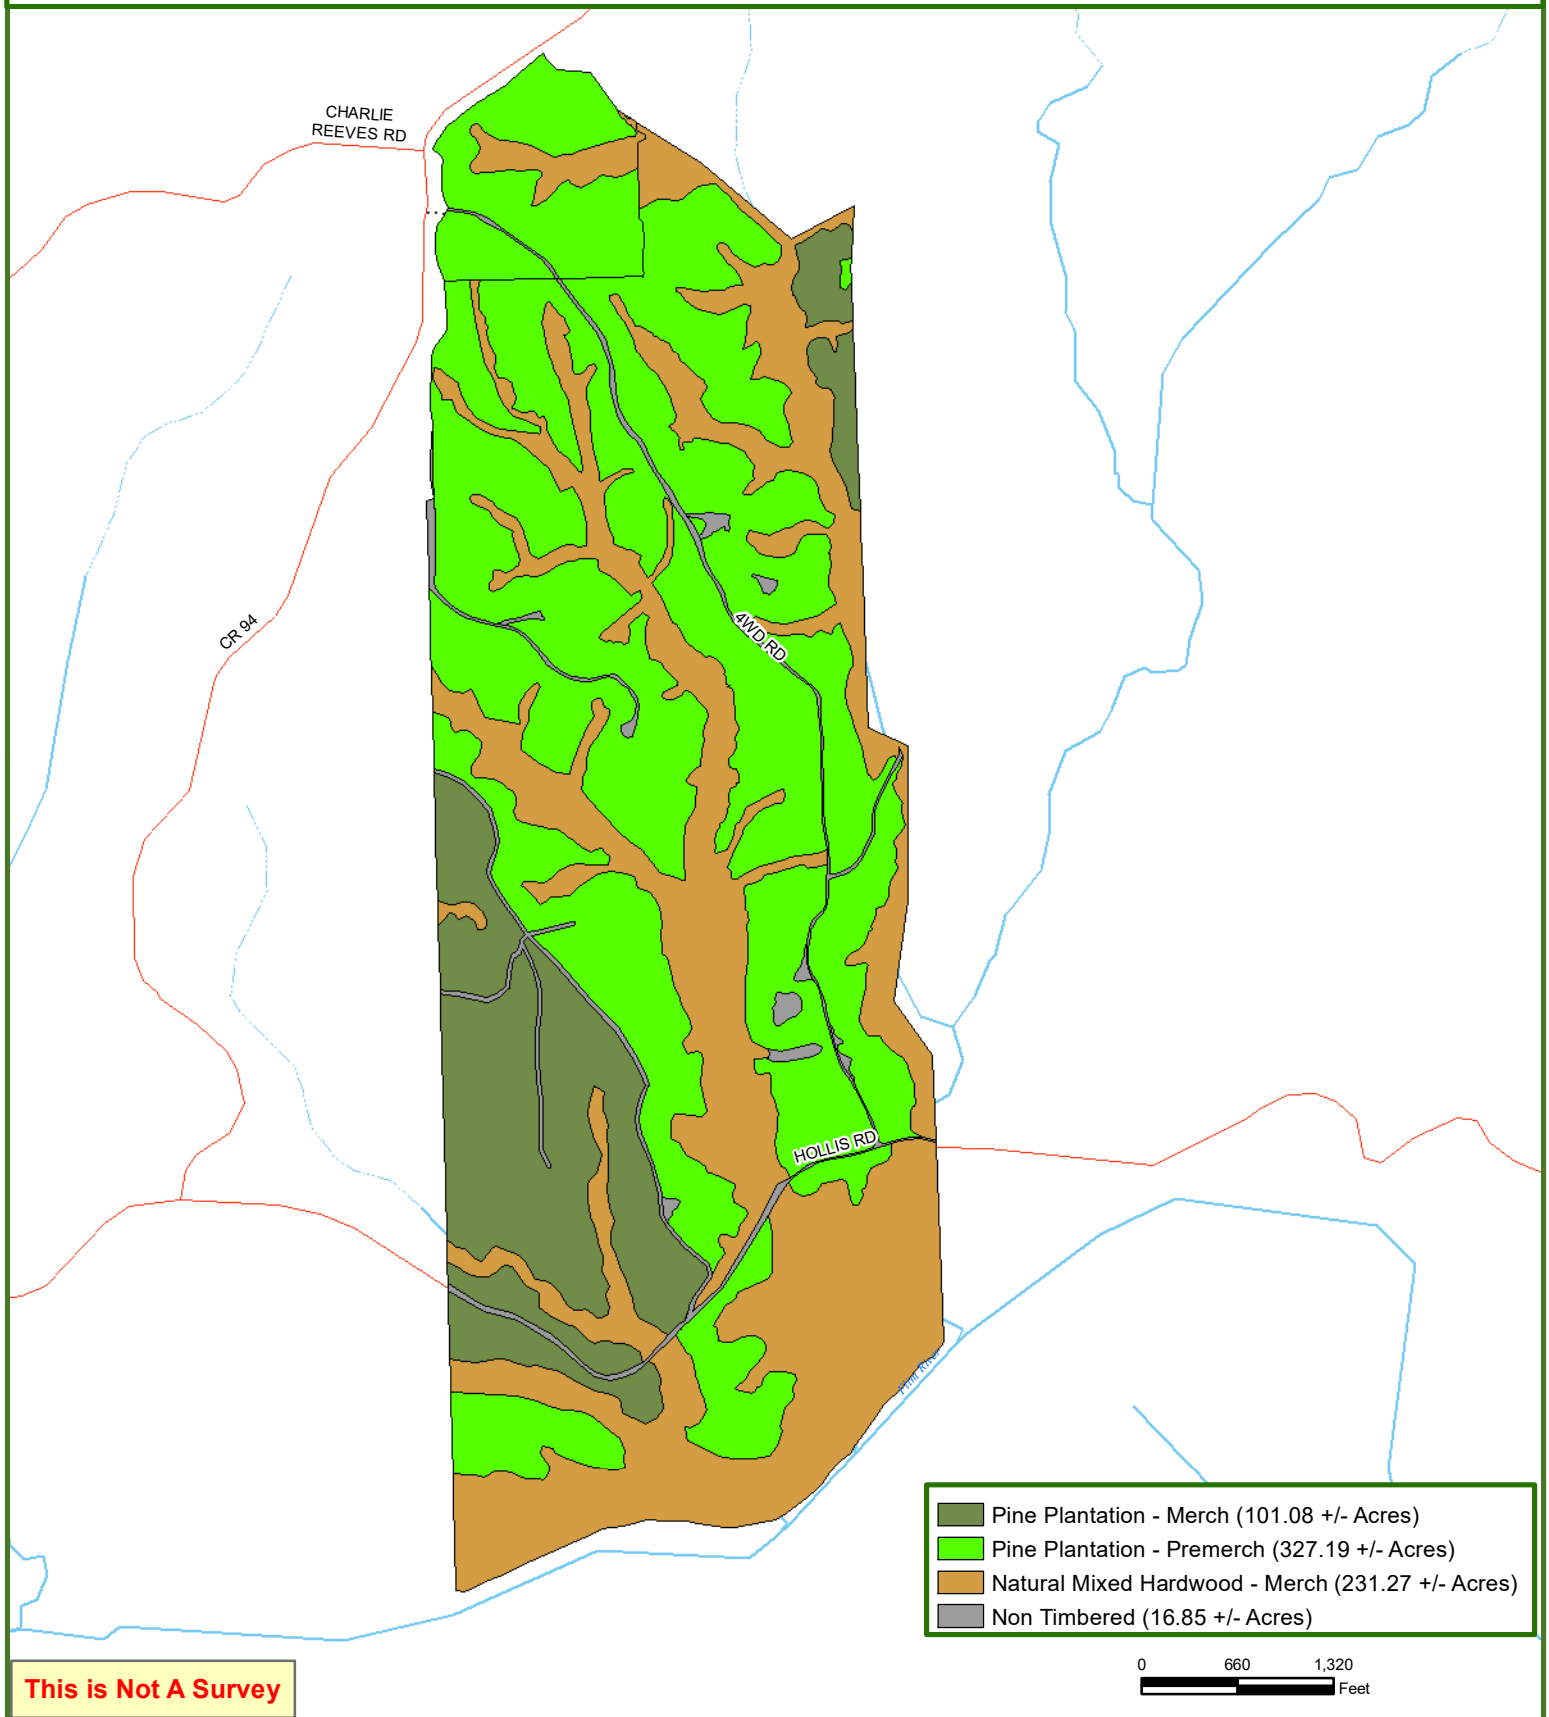 CHARLIE
REEVES RD
CR 94
4WD RD
HOLLIS RD
Flint River
Pine Plantation - Merch (101.08 +/- Acres)
Pine Plantation - Premerch (327.19 +/- Acres)
Natural Mixed Hardwood - Merch (231.27 +/- Acres)
Non Timbered (16.85 +/- Acres)
0 660 1,320
Feet
This is Not A Survey